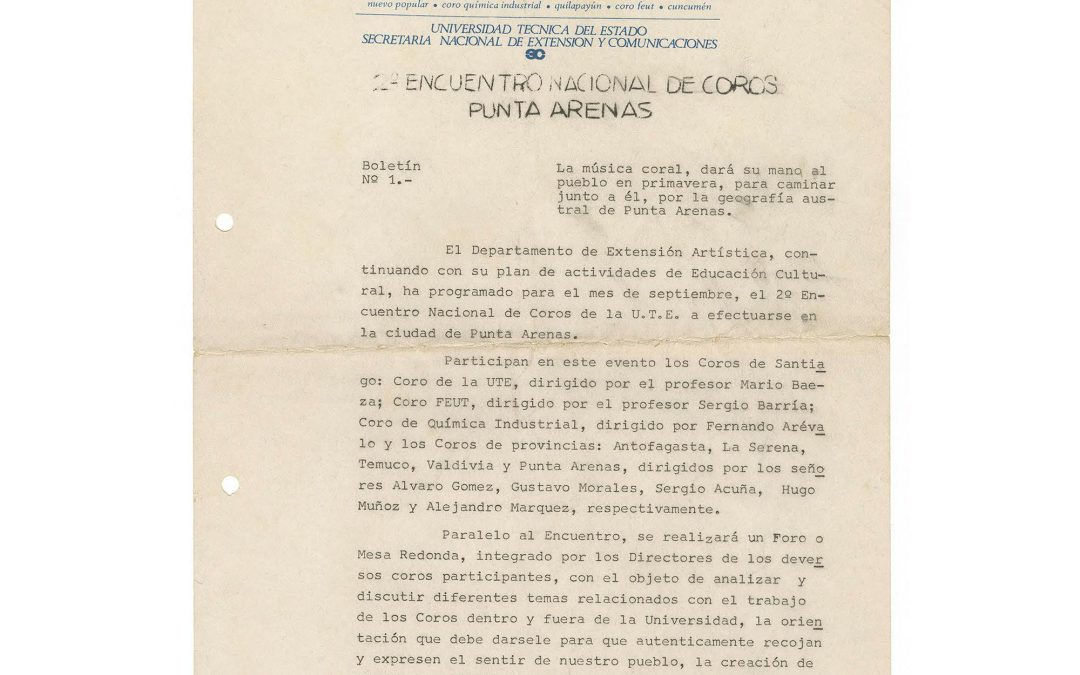 nuevo popular • coro química industrial • quilapayún • coro feut • cuncumén
UNIVERSIDAD TECNICA DEL ESTADO
SECRETARIA NACIONAL DE EXTENSION Y COMUNICACIONES
2º ENCUENTRO NACIONAL DE COROS
PUNTA ARENAS
Boletín
Nº 1.-
La música coral, dará su mano al
pueblo en primavera, para caminar
junto a él, por la geografía aus-
tral de Punta Arenas.
El Departamento de Extensión Artística, con-
tinuando con su plan de actividades de Educación Cultu-
ral, ha programado para el mes de septiembre, el 2º En-
cuentro Nacional de Coros de la U.T.E. a efectuarse en
la ciudad de Punta Arenas.
Participan en este evento los Coros de Santia
go: Coro de la UTE, dirigido por el profesor Mario Bae-
za; Coro FEUT, dirigido por el profesor Sergio Barría;
Coro de Química Industrial, dirigido por Fernando Aréva
lo y los Coros de provincias: Antofagasta, La Serena,
Temuco, Valdivia y Punta Arenas, dirigidos por los seño
res Alvaro Gomez, Gustavo Morales, Sergio Acuña, Hugo
Muñoz y Alejandro Marquez, respectivamente.
Paralelo al Encuentro, se realizará un Foro o
Mesa Redonda, integrado por los Directores de los dever
sos coros participantes, con el objeto de analizar y
discutir diferentes temas relacionados con el trabajo
de los Coros dentro y fuera de la Universidad, la orien
tación que debe darsele para que autenticamente recojan
y expresen el sentir de nuestro pueblo, la creación de